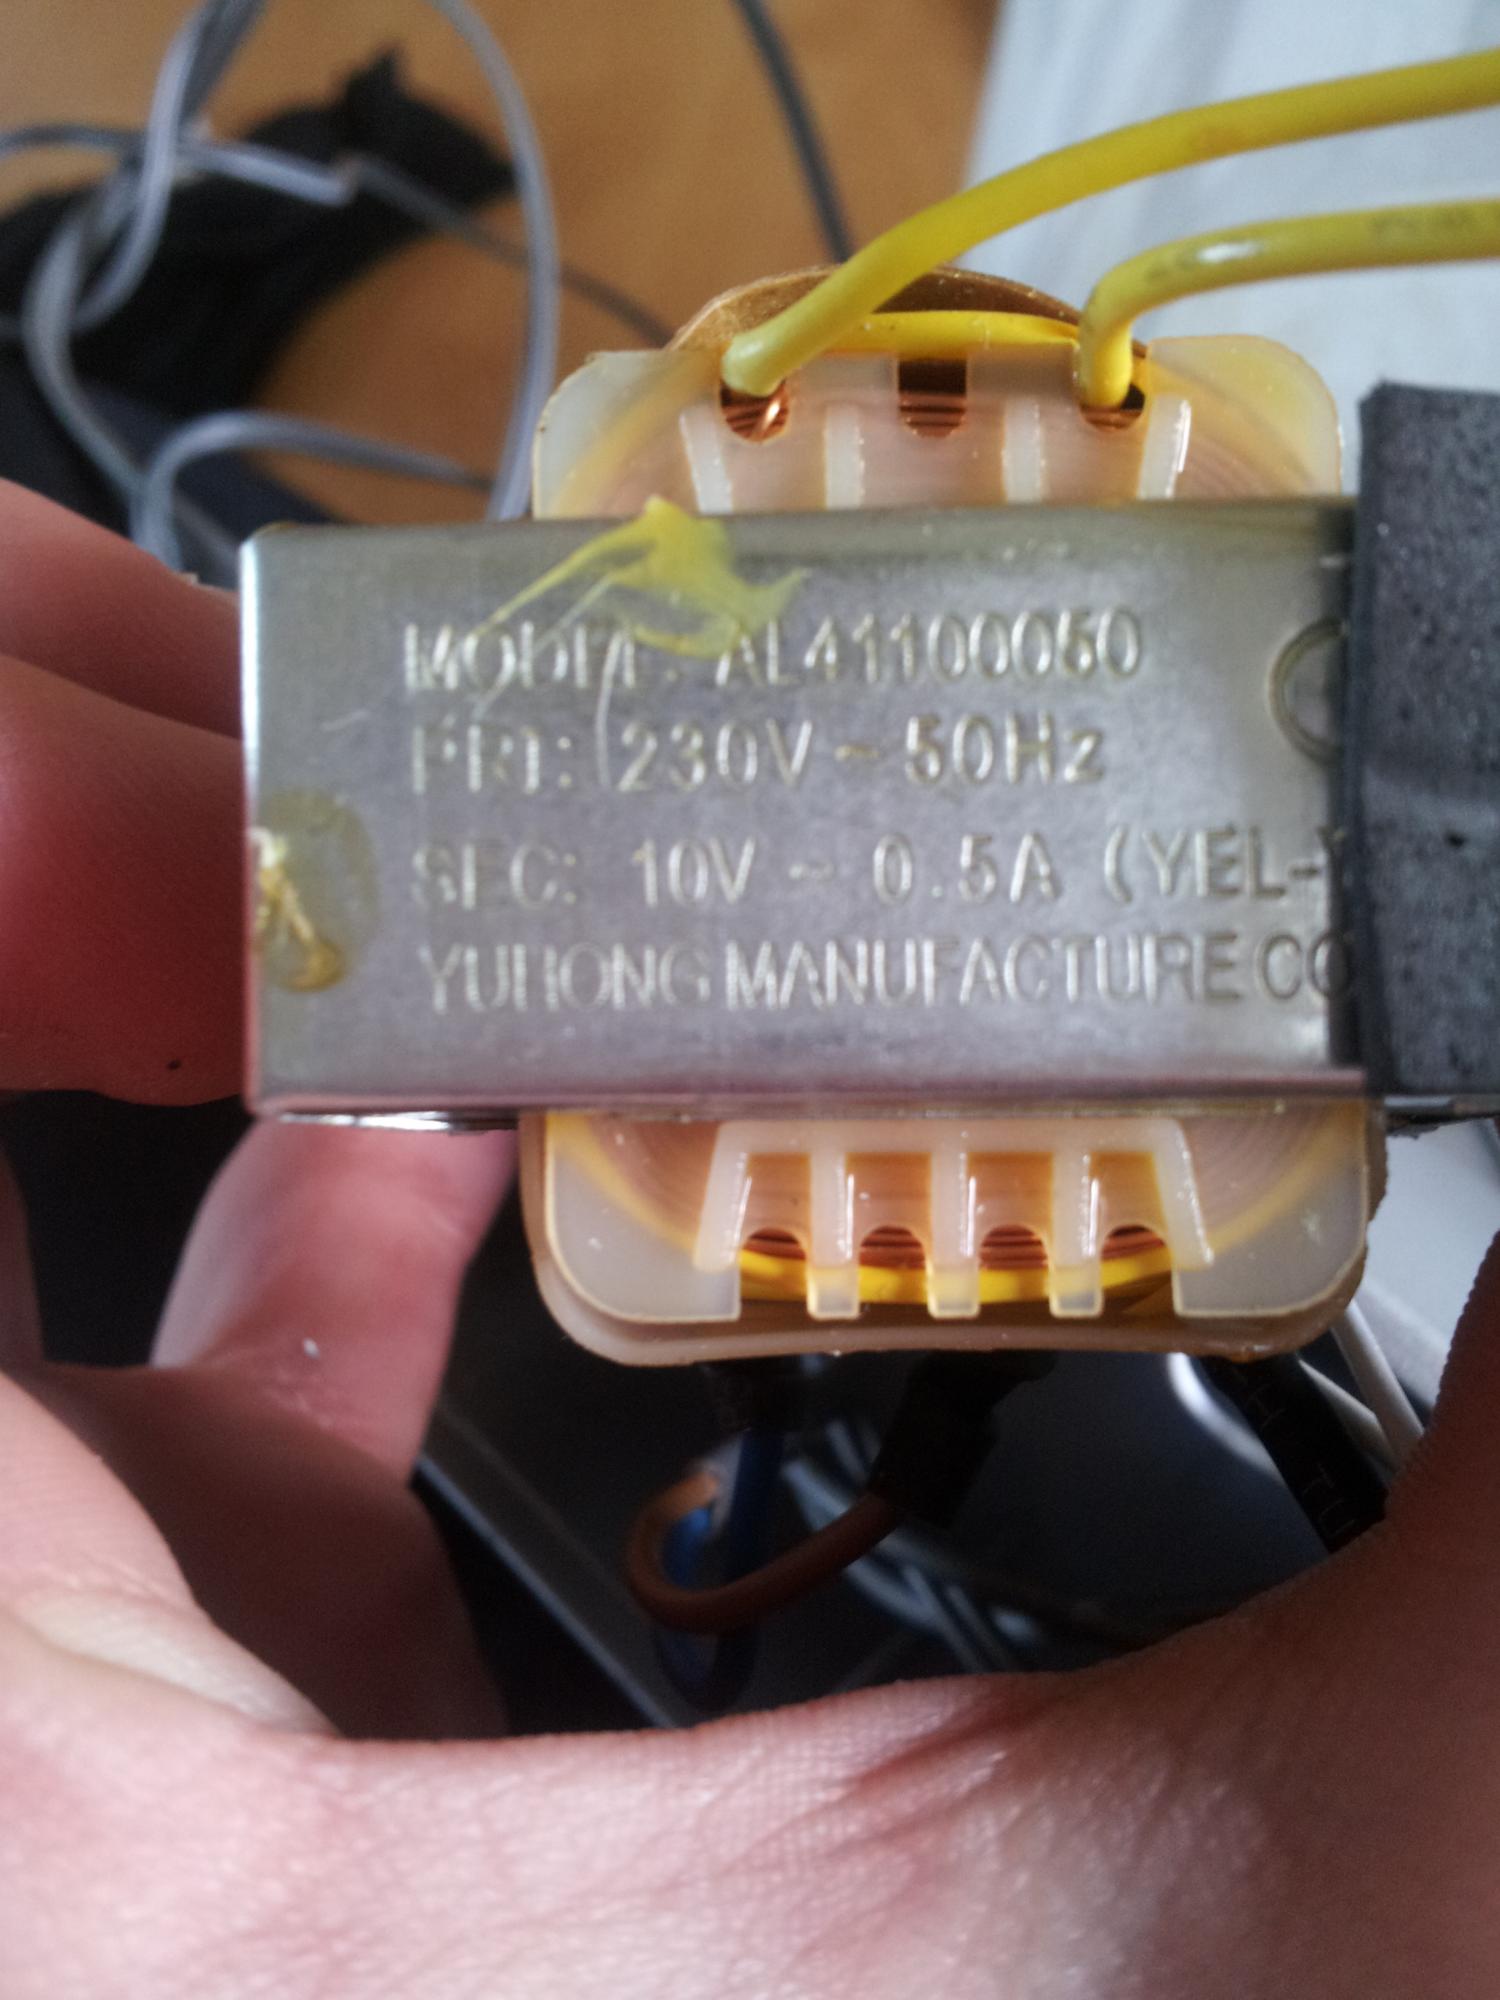 MODEL: AL41100050
PRI: 230V ~ 50Hz
SEC: 10V ~ 0.5A (YEL-Y
YUHONG MANUFACTURE CO